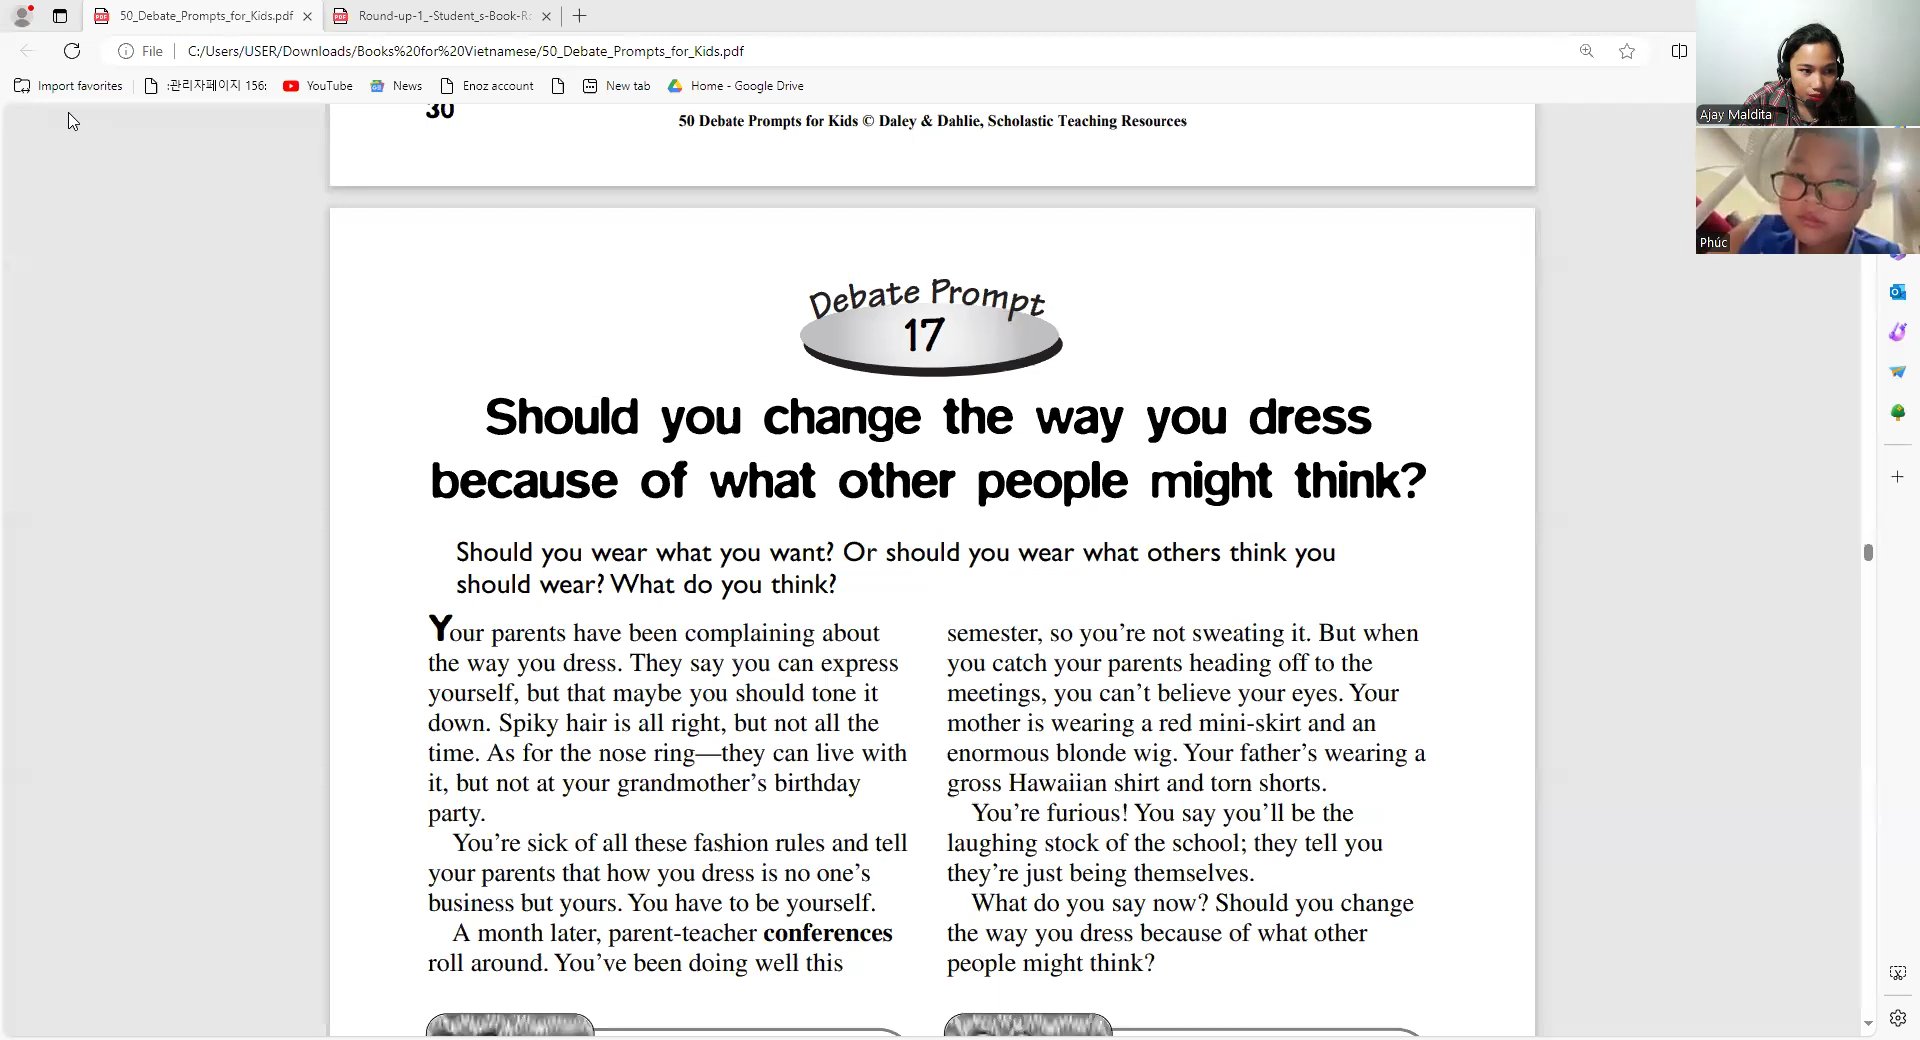 50_Debate_Prompts_for_Kids.pdf
Round-up-1_-Student_s-Book-R
File
C:/Users/USER/Downloads/Books%20for%20Vietnamese/50_Debate_Prompts_for_Kids.pdf
Import favorites
:관리자페이지 156:
YouTube
News
Enoz account
New tab
Home - Google Drive
Ajay Maldita
Phúc
30
50 Debate Prompts for Kids © Daley & Dahlie, Scholastic Teaching Resources
Debate Prompt
17
Should you change the way you dress
because of what other people might think?
Should you wear what you want? Or should you wear what others think you
should wear? What do you think?
Your parents have been complaining about
the way you dress. They say you can express
yourself, but that maybe you should tone it
down. Spiky hair is all right, but not all the
time. As for the nose ring—they can live with
it, but not at your grandmother's birthday
party.
You're sick of all these fashion rules and tell
your parents that how you dress is no one's
business but yours. You have to be yourself.
A month later, parent-teacher conferences
roll around. You've been doing well this
semester, so you're not sweating it. But when
you catch your parents heading off to the
meetings, you can't believe your eyes. Your
mother is wearing a red mini-skirt and an
enormous blonde wig. Your father's wearing a
gross Hawaiian shirt and torn shorts.
You're furious! You say you'll be the
laughing stock of the school; they tell you
they're just being themselves.
What do you say now? Should you change
the way you dress because of what other
people might think?